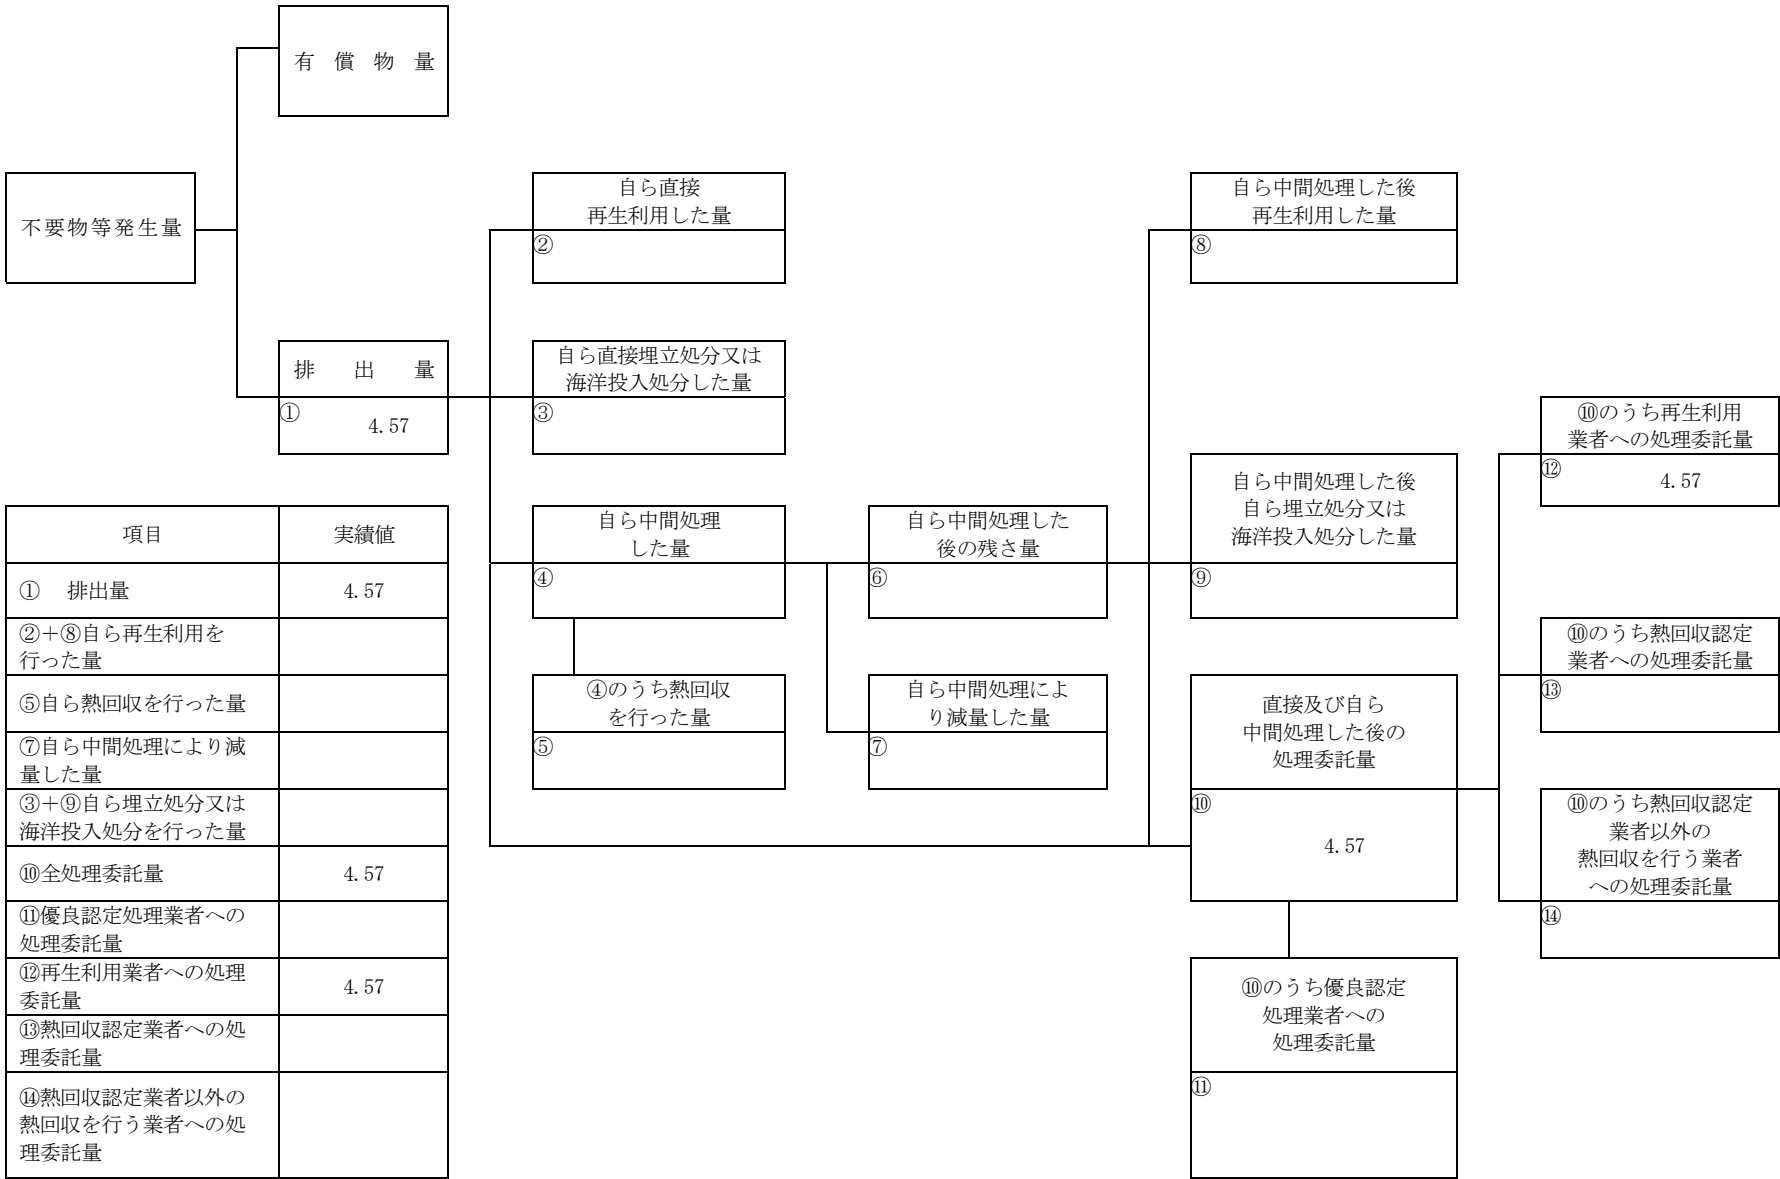 有償物量
不要物等発生量
自ら直接
再生利用した量
②
自ら中間処理した後
再生利用した量
⑧
排出量
①
4.57
自ら直接埋立処分又は
海洋投入処分した量
③
⑩のうち再生利用
業者への処理委託量
⑫
4.57
自ら中間処理した後
自ら埋立処分又は
海洋投入処分した量
⑨
自ら中間処理
した量
④
自ら中間処理した
後の残さ量
⑥
⑩のうち熱回収認定
業者への処理委託量
⑬
④のうち熱回収
を行った量
⑤
自ら中間処理によ
り減量した量
⑦
直接及び自ら
中間処理した後の
処理委託量
⑩
4.57
⑩のうち熱回収認定
業者以外の
熱回収を行う業者
への処理委託量
⑭
⑩のうち優良認定
処理業者への
処理委託量
⑪
項目 実績値
① 排出量 4.57
②+⑧自ら再生利用を
行った量
⑤自ら熱回収を行った量
⑦自ら中間処理により減
量した量
③+⑨自ら埋立処分又は
海洋投入処分を行った量
⑩全処理委託量 4.57
⑪優良認定処理業者への
処理委託量
⑫再生利用業者への処理
委託量
4.57
⑬熱回収認定業者への処
理委託量
⑭熱回収認定業者以外の
熱回収を行う業者への処
理委託量